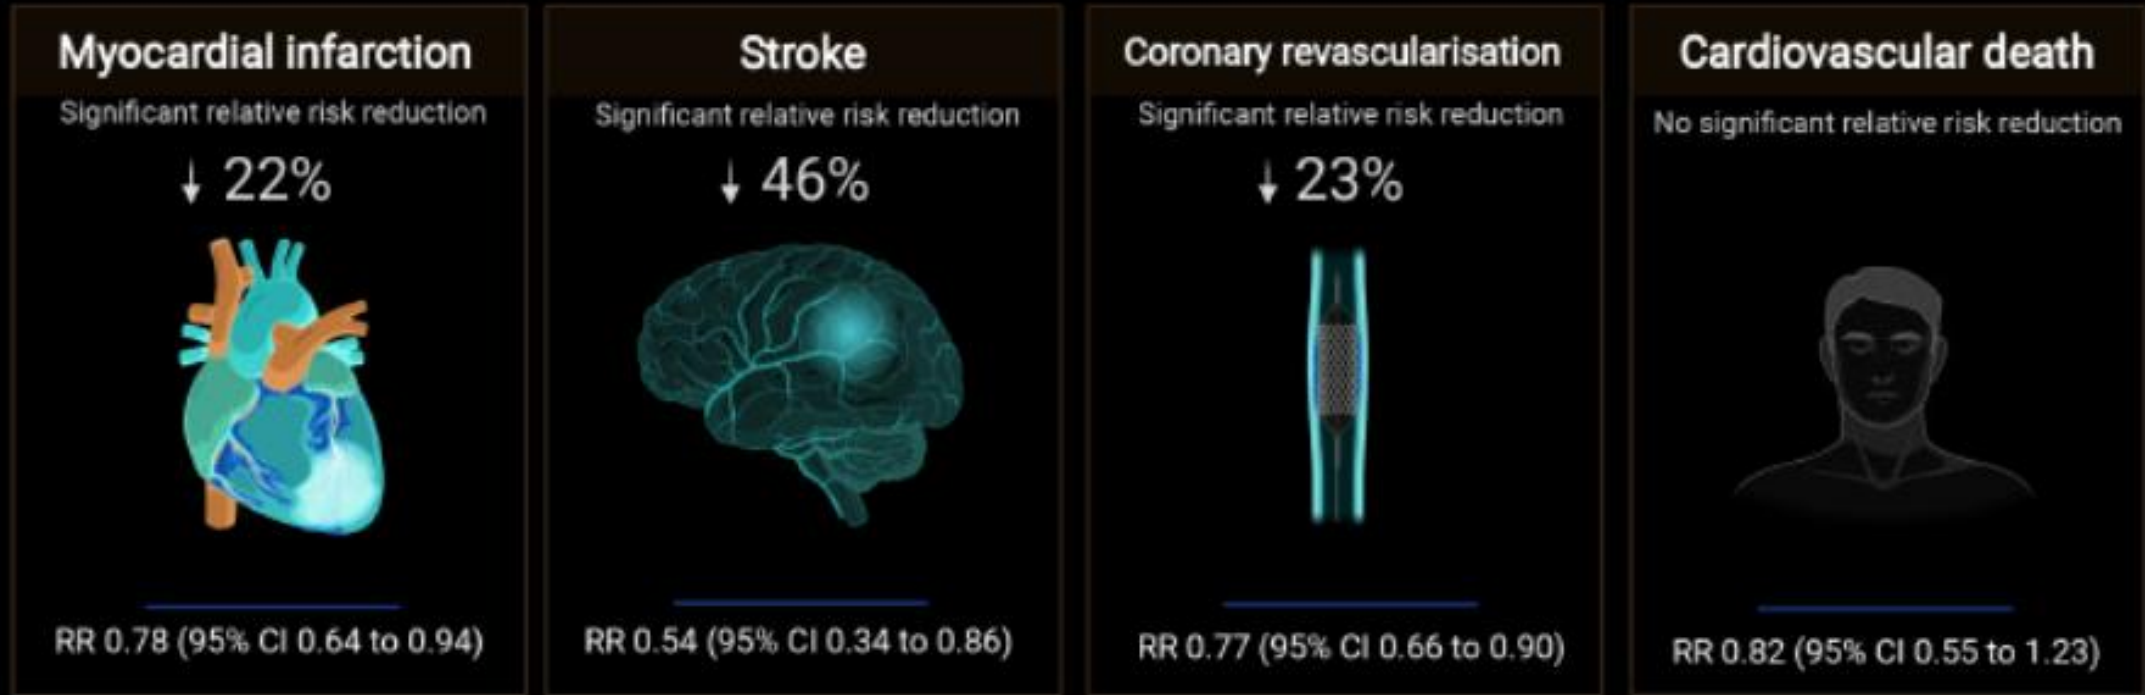 Myocardial infarction
Significant relative risk reduction
↓ 22%
RR 0.78 (95% CI 0.64 to 0.94)
Stroke
Significant relative risk reduction
↓ 46%
RR 0.54 (95% CI 0.34 to 0.86)
Coronary revascularisation
Significant relative risk reduction
↓ 23%
RR 0.77 (95% CI 0.66 to 0.90)
Cardiovascular death
No significant relative risk reduction
RR 0.82 (95% CI 0.55 to 1.23)